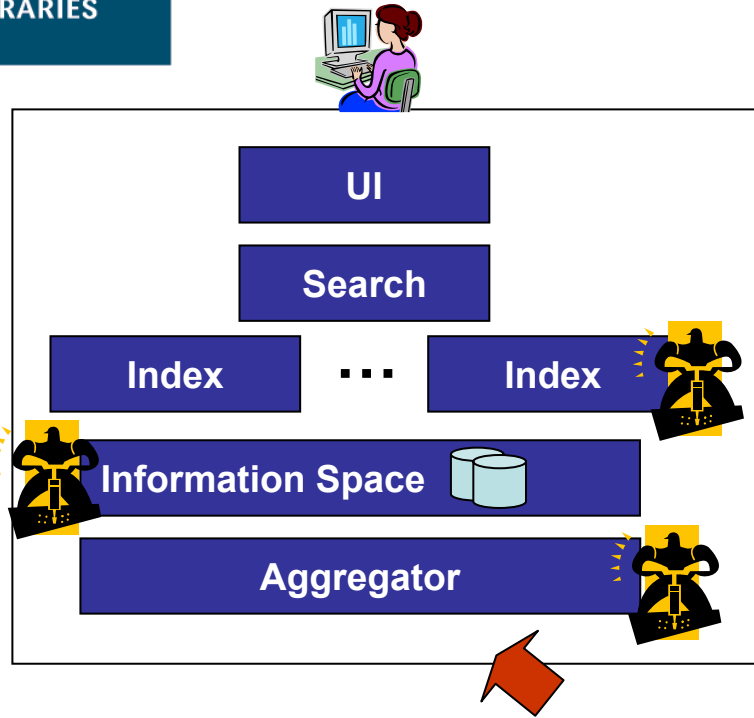 RARIES
UI
Search
Index ... Index
Information Space
Aggregator